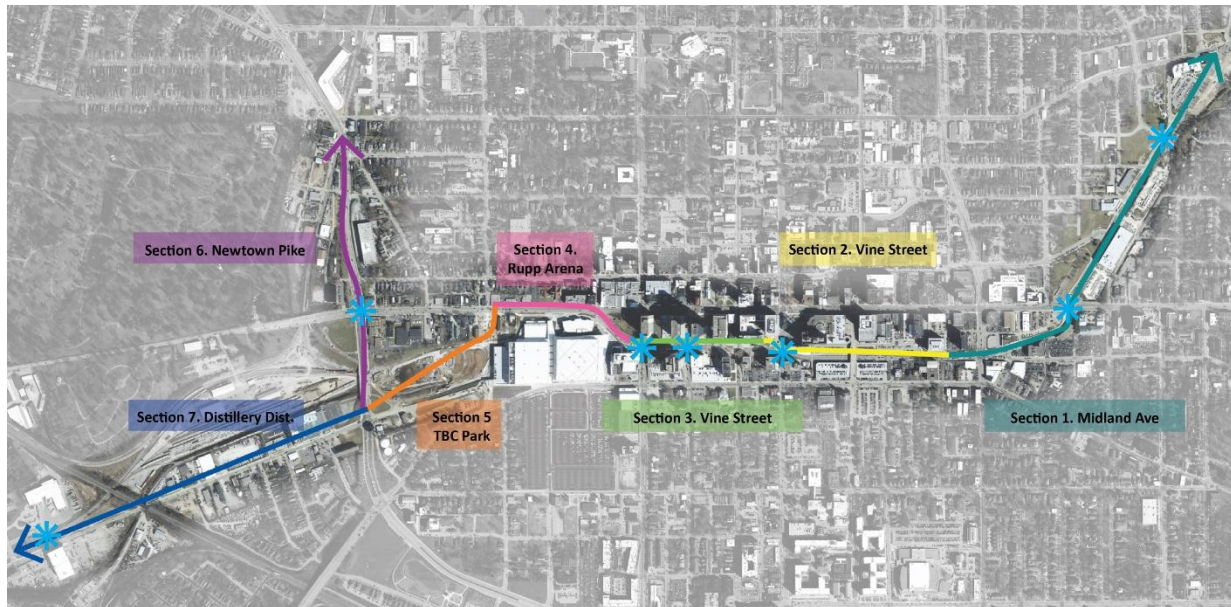 Section 6. Newtown Pike
Section 4.
Rupp Arena
Section 2. Vine Street
Section 7. Distillery Dist.
Section 5
TBC Park
Section 3. Vine Street
Section 1. Midland Ave